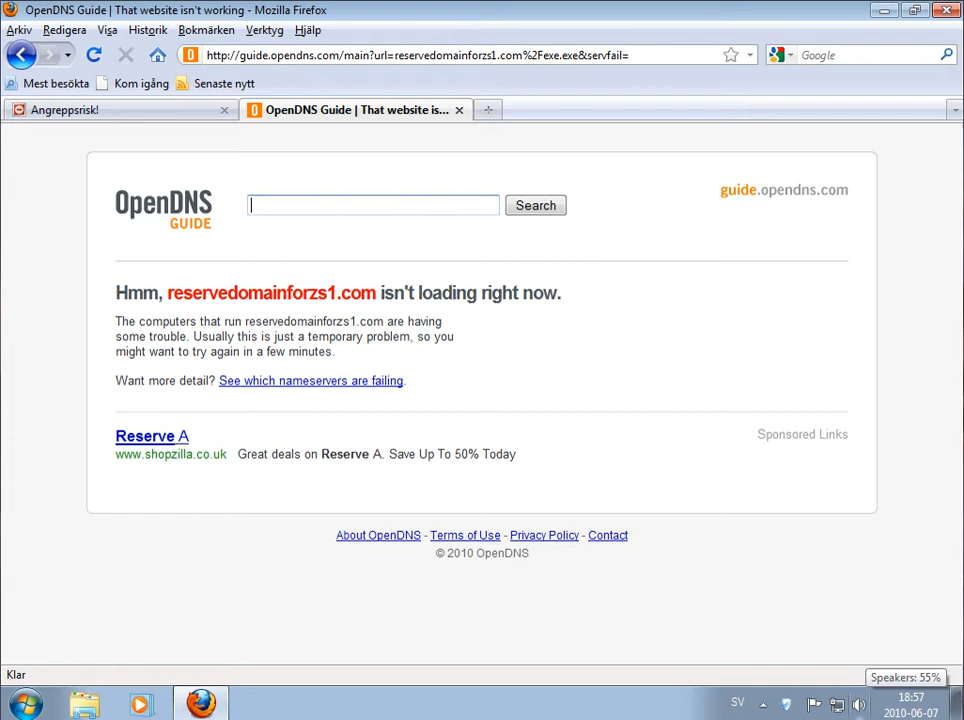 OpenDNS Guide | That website isn't working - Mozilla Firefox
Arkiv Redigera Visa Historik Bokmärken Verktyg Hjälp
http://guide.opendns.com/main?url=reservedomainforzs1.com%2Fexe.exe&servfail=
Google
Mest besökta Kom igång Senaste nytt
Angreppsrisk! OpenDNS Guide | That website is...
OpenDNS
GUIDE
Search
guide.opendns.com
Hmm, reservedomainforzs1.com isn't loading right now.
The computers that run reservedomainforzs1.com are having
some trouble. Usually this is just a temporary problem, so you
might want to try again in a few minutes.
Want more detail? See which nameservers are failing.
Reserve A
Sponsored Links
www.shopzilla.co.uk Great deals on Reserve A. Save Up To 50% Today
About OpenDNS - Terms of Use - Privacy Policy - Contact
© 2010 OpenDNS
Klar
Speakers: 55%
SV
18:57
2010-06-07